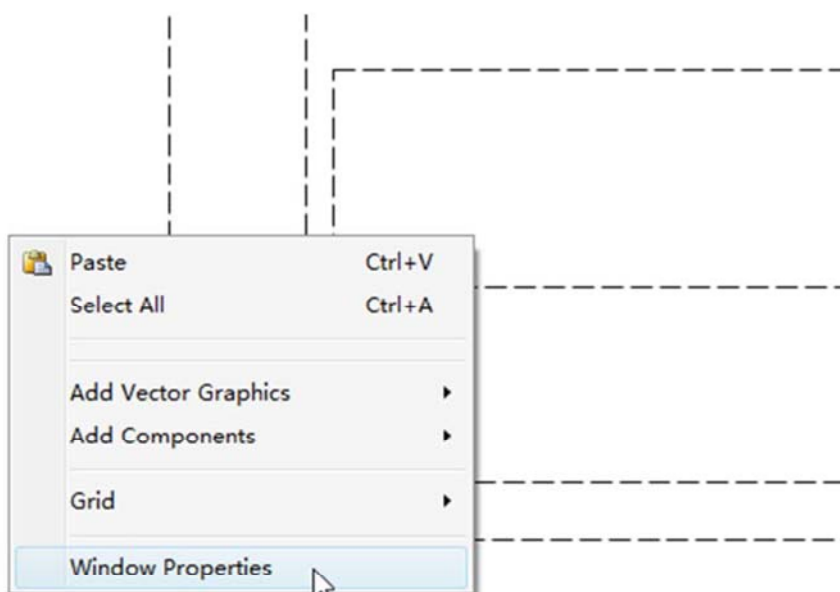 Paste Ctrl+V
Select All Ctrl+A
Add Vector Graphics
Add Components
Grid
Window Properties